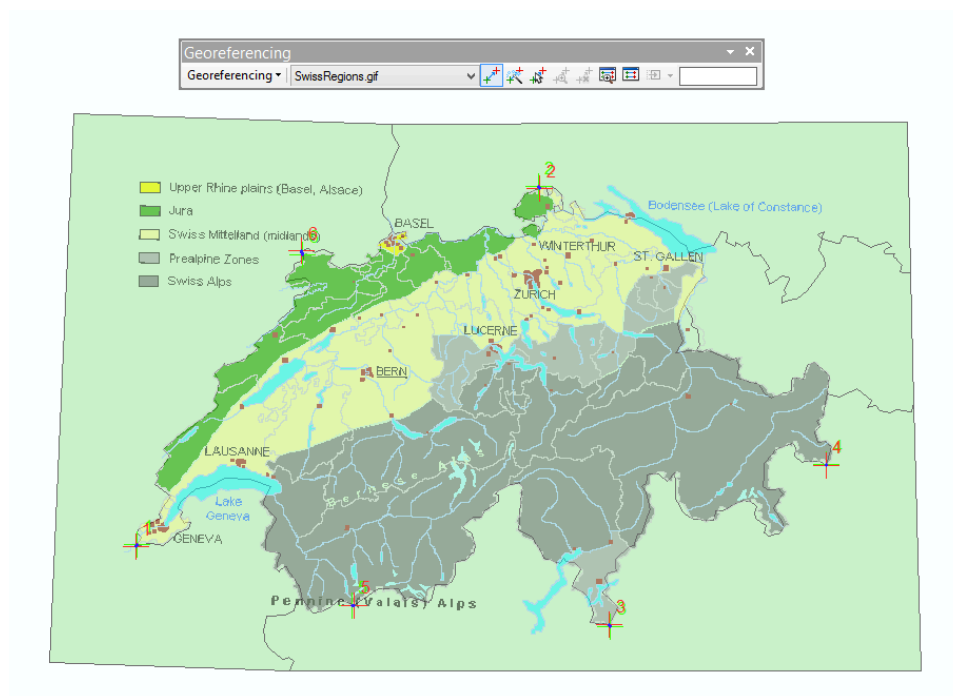 Georeferencing
Georeferencing SwissRegions.gif
2
Upper Rhine plains (Basel, Alsace)
Bodensee (Lake of Constance)
Jura
BASEL
Swiss Mittelland (midlands)
6
WINTERTHUR
Prealpine Zones
ST. GALLEN
Swiss Alps
ZURICH
LUCERNE
BERN
LAUSANNE
4
Bernese Alps
Lake
Geneva
1
GENEVA
5
Pennine (Valais) Alps
3